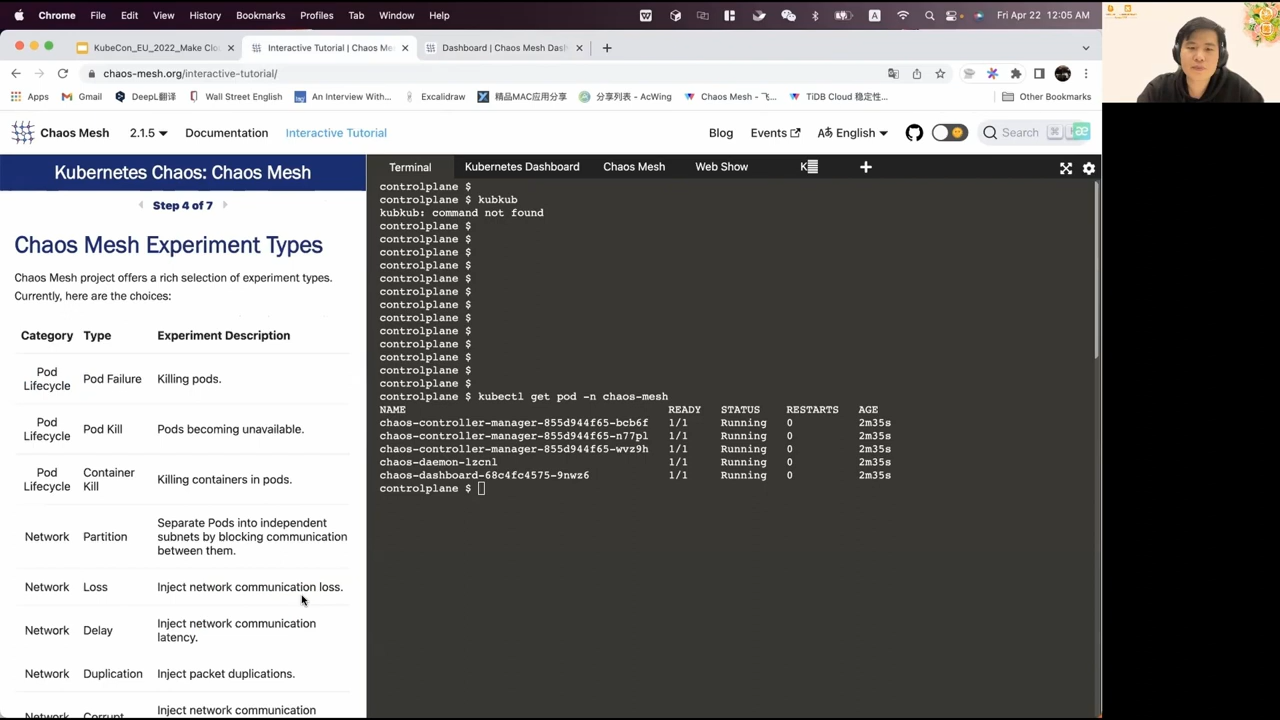 Chrome File Edit View History Bookmarks Profiles Tab Window Help
A
Fri Apr 22 12:05 AM
KubeCon_EU_2022_Make Clo
Interactive Tutorial | Chaos Me
Dashboard | Chaos Mesh Dash
chaos-mesh.org/interactive-tutorial/
Apps Gmail DeepL翻译 Wall Street English An Interview With... Excalidraw 精品MAC应用分享 分享列表 - AcWing Chaos Mesh - 飞... TiDB Cloud 稳定性... Other Bookmarks
Chaos Mesh 2.1.5 Documentation Interactive Tutorial Blog Events English Search
Kubernetes Chaos: Chaos Mesh
Step 4 of 7
Chaos Mesh Experiment Types
Chaos Mesh project offers a rich selection of experiment types.
Currently, here are the choices:
Category Type Experiment Description
Pod Lifecycle Pod Failure Killing pods.
Pod Lifecycle Pod Kill Pods becoming unavailable.
Pod Lifecycle Container Kill Killing containers in pods.
Network Partition Separate Pods into independent
subnets by blocking communication
between them.
Network Loss Inject network communication loss.
Network Delay Inject network communication
latency.
Network Duplication Inject packet duplications.
Network Corrupt Inject network communication
Terminal Kubernetes Dashboard Chaos Mesh Web Show K +
controlplane $
controlplane $ kubkub
kubkub: command not found
controlplane $
controlplane $
controlplane $
controlplane $
controlplane $
controlplane $
controlplane $
controlplane $
controlplane $
controlplane $
controlplane $
controlplane $
controlplane $
controlplane $ kubectl get pod -n chaos-mesh
NAME READY STATUS RESTARTS AGE
chaos-controller-manager-855d944f65-bcb6f 1/1 Running 0 2m35s
chaos-controller-manager-855d944f65-n77pl 1/1 Running 0 2m35s
chaos-controller-manager-855d944f65-wvz9h 1/1 Running 0 2m35s
chaos-daemon-lzcnl 1/1 Running 0 2m35s
chaos-dashboard-68c4fc4575-9nwz6 1/1 Running 0 2m35s
controlplane $